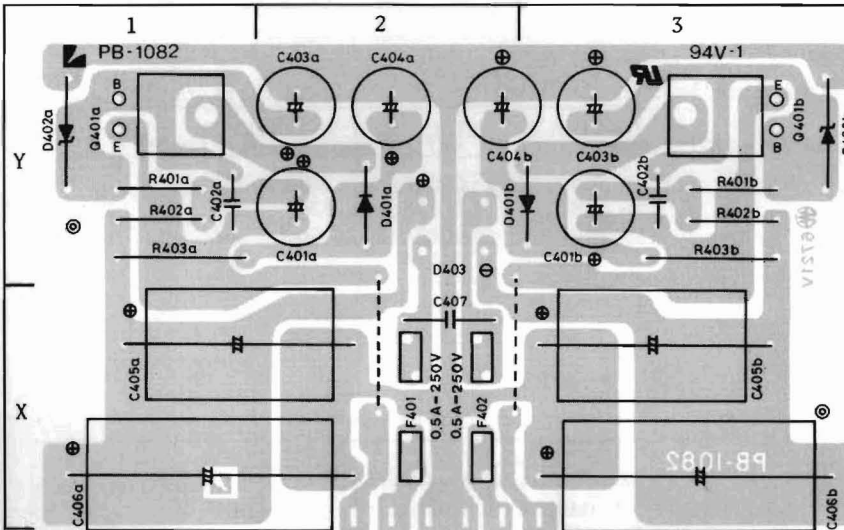 1 2 3
PB-1082
C403a
C404a
94V-1
B
E
Q401a
D402a
E
B
Q401b
Y
C404b
C403b
C402a
C402b
R401a
R402a
R403a
D401a
D401b
R401b
R402b
R403b
C401a
C401b
6721V
D403
C407
C405a
C405b
0,5A-250V
0,5A-250V
X
F401
F402
C406a
PB-1082
C406b